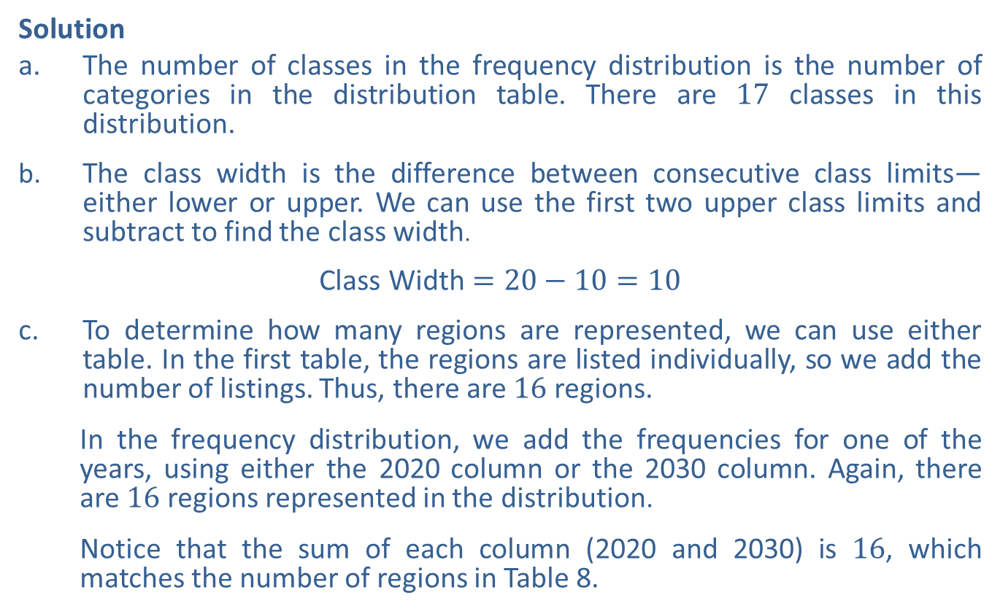 Solution
a. The number of classes in the frequency distribution is the number of
categories in the distribution table. There are 17 classes in this
distribution.
b. The class width is the difference between consecutive class limits—
either lower or upper. We can use the first two upper class limits and
subtract to find the class width.
Class Width = 20 − 10 = 10
c. To determine how many regions are represented, we can use either
table. In the first table, the regions are listed individually, so we add the
number of listings. Thus, there are 16 regions.
In the frequency distribution, we add the frequencies for one of the
years, using either the 2020 column or the 2030 column. Again, there
are 16 regions represented in the distribution.
Notice that the sum of each column (2020 and 2030) is 16, which
matches the number of regions in Table 8.